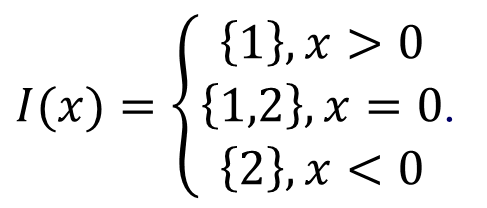 {1}, x > 0
I(x) = { {1,2}, x = 0.
{2}, x < 0